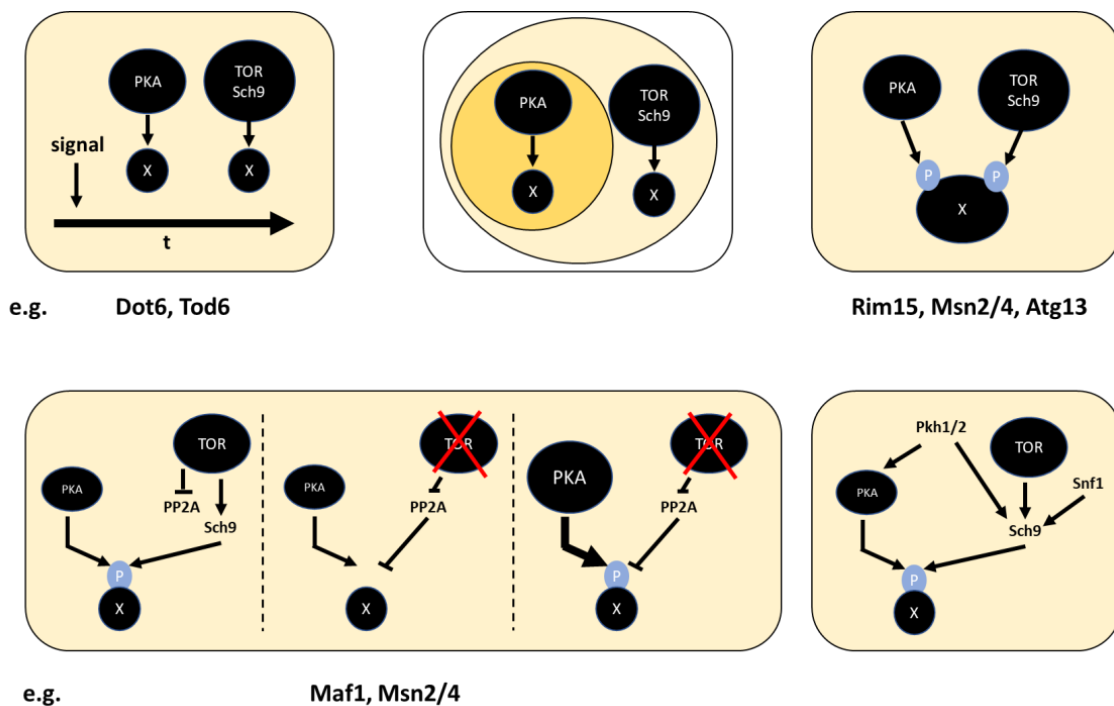 PKA
TOR
Sch9
signal
X
X
t
PKA
TOR
Sch9
X
X
PKA
TOR
Sch9
P
P
X
e.g. Dot6, Tod6
Rim15, Msn2/4, Atg13
TOR
PKA
PP2A
Sch9
P
X
TOR
PKA
PP2A
X
TOR
PKA
PP2A
P
X
Pkh1/2
TOR
PKA
Snf1
Sch9
P
X
e.g. Maf1, Msn2/4